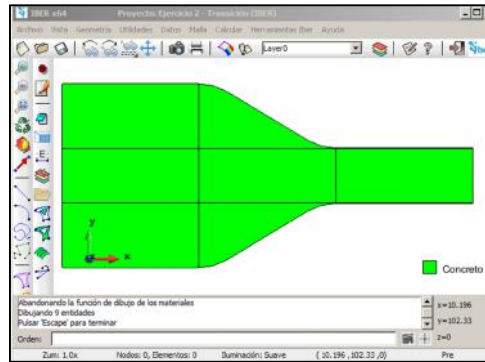 IBER x64 Proyecto: Ejercicio 2 - Transición (IBER)
Archivo Vista Geometría Utilidades Datos Malla Calcular Herramientas Iber Ayuda
Layer0
y
x
Concreto
Abandonando la función de dibujo de los materiales
Dibujando 9 entidades
Pulsar 'Escape' para terminar
x=10.196
y=102.33
z=0
Orden:
Zum: 1.0x Nodos: 0, Elementos: 0 Iluminación: Suave ( 10.196 ,102.33 ,0) Pre